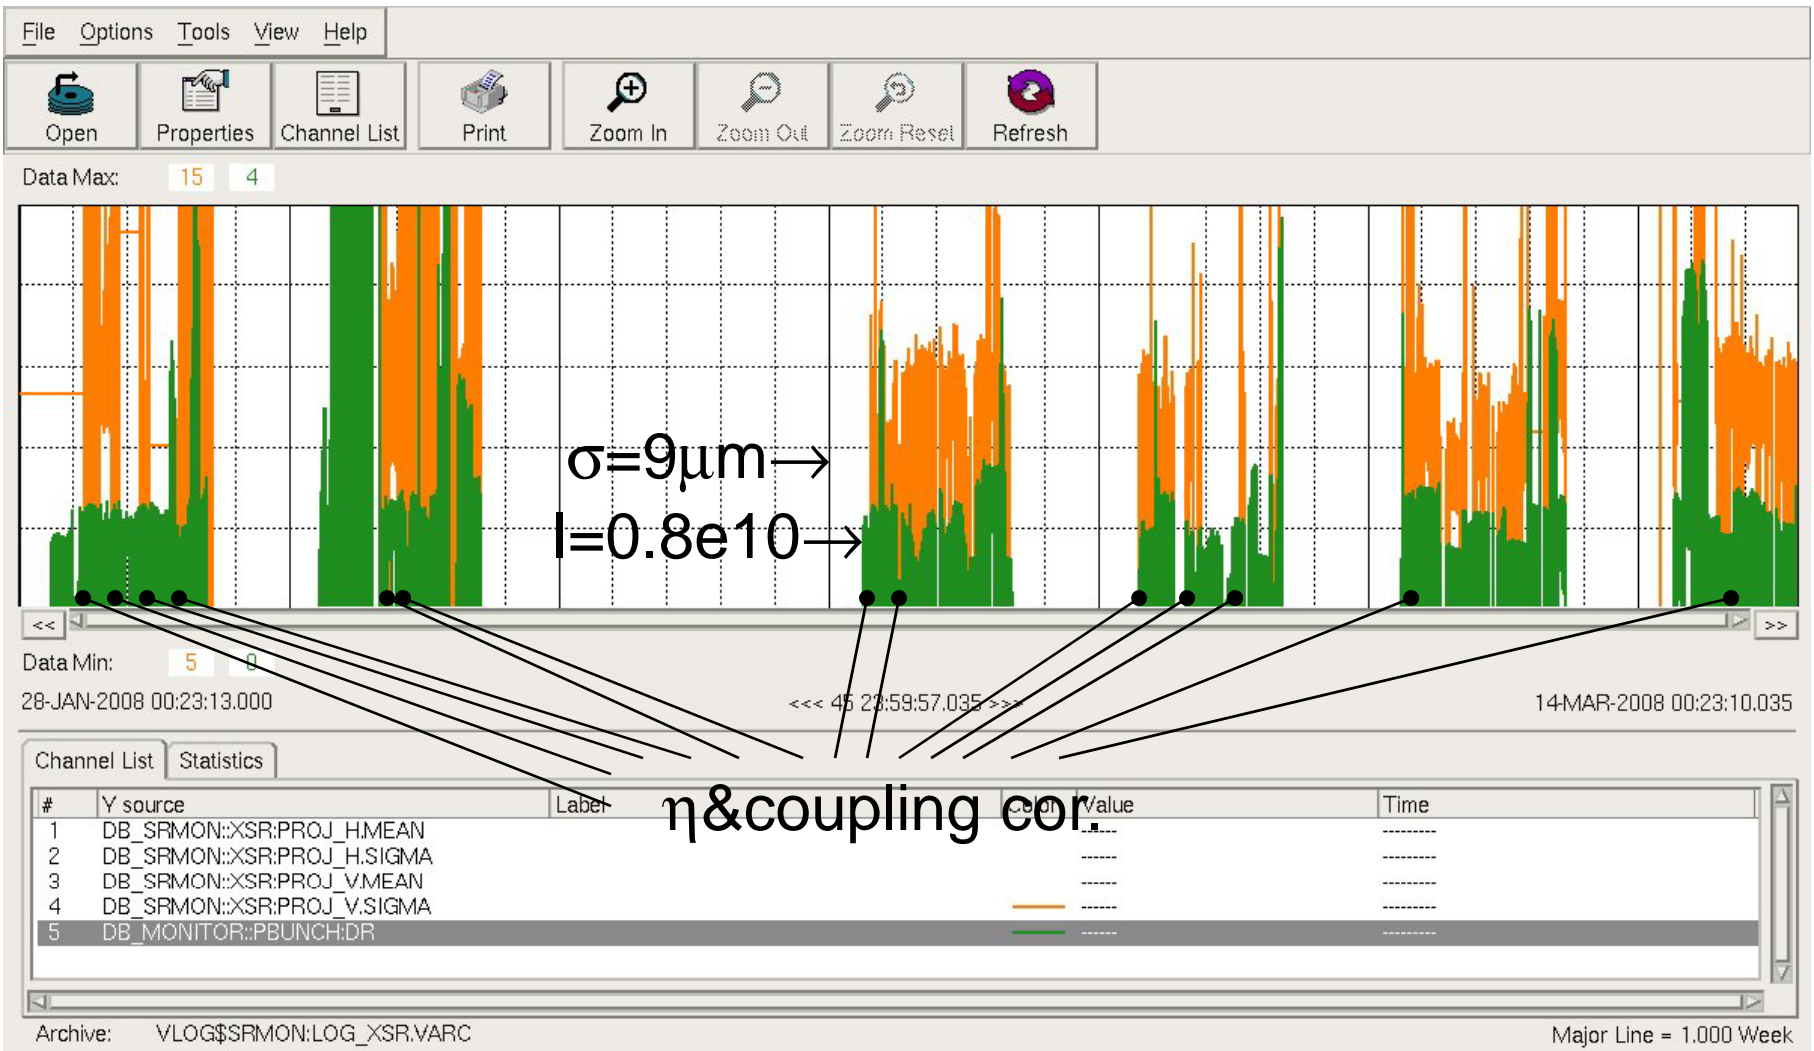 File Options Tools View Help
Open Properties Channel List Print Zoom In Zoom Out Zoom Reset Refresh
Data Max: 15 4
σ=9μm→
I=0.8e10→
<< >>
Data Min: 5 0
28-JAN-2008 00:23:13.000 <<< 45 23:59:57.035 >>> 14-MAR-2008 00:23:10.035
Channel List Statistics
# Y source Label Color Value Time
η&coupling cor.
1 DB_SRMON::XSR:PROJ_H.MEAN ------ ---------
2 DB_SRMON::XSR:PROJ_H.SIGMA ------ ---------
3 DB_SRMON::XSR:PROJ_V.MEAN ------ ---------
4 DB_SRMON::XSR:PROJ_V.SIGMA ------ ---------
5 DB_MONITOR::PBUNCH:DR ------ ---------
Archive: VLOG$SRMON:LOG_XSR.VARC Major Line = 1.000 Week